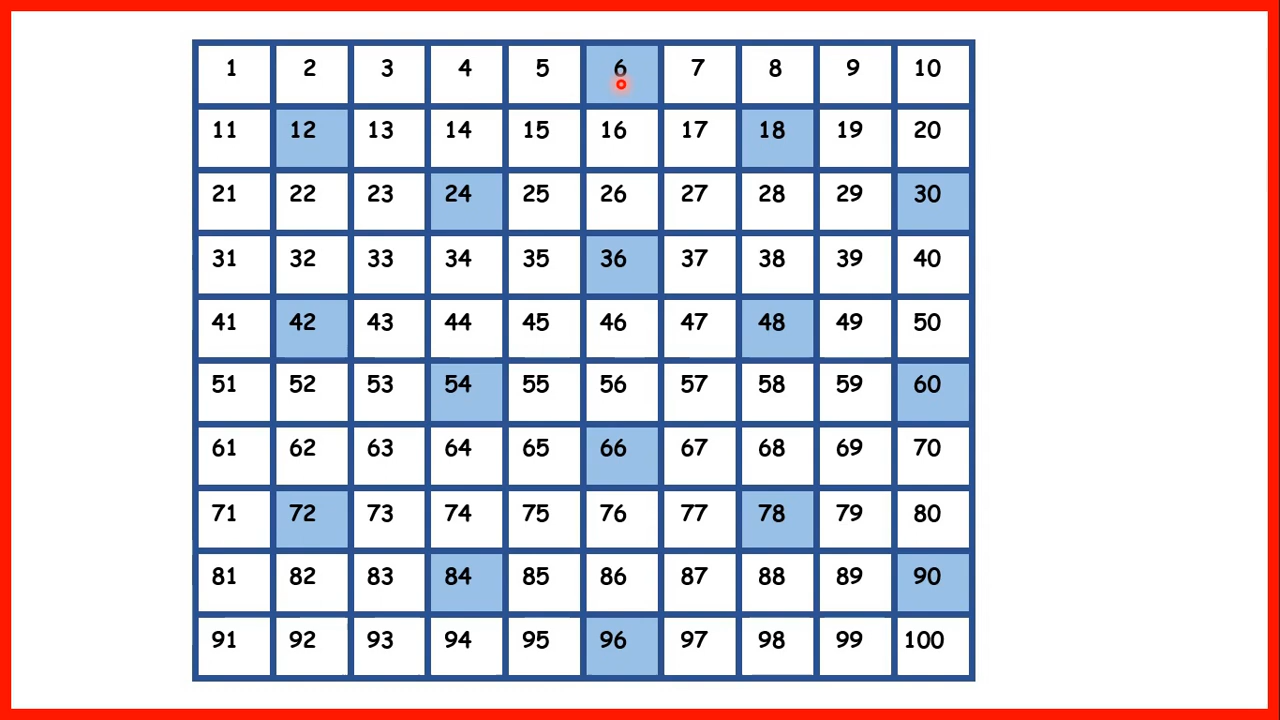 1 2 3 4 5 6 7 8 9 10
11 12 13 14 15 16 17 18 19 20
21 22 23 24 25 26 27 28 29 30
31 32 33 34 35 36 37 38 39 40
41 42 43 44 45 46 47 48 49 50
51 52 53 54 55 56 57 58 59 60
61 62 63 64 65 66 67 68 69 70
71 72 73 74 75 76 77 78 79 80
81 82 83 84 85 86 87 88 89 90
91 92 93 94 95 96 97 98 99 100